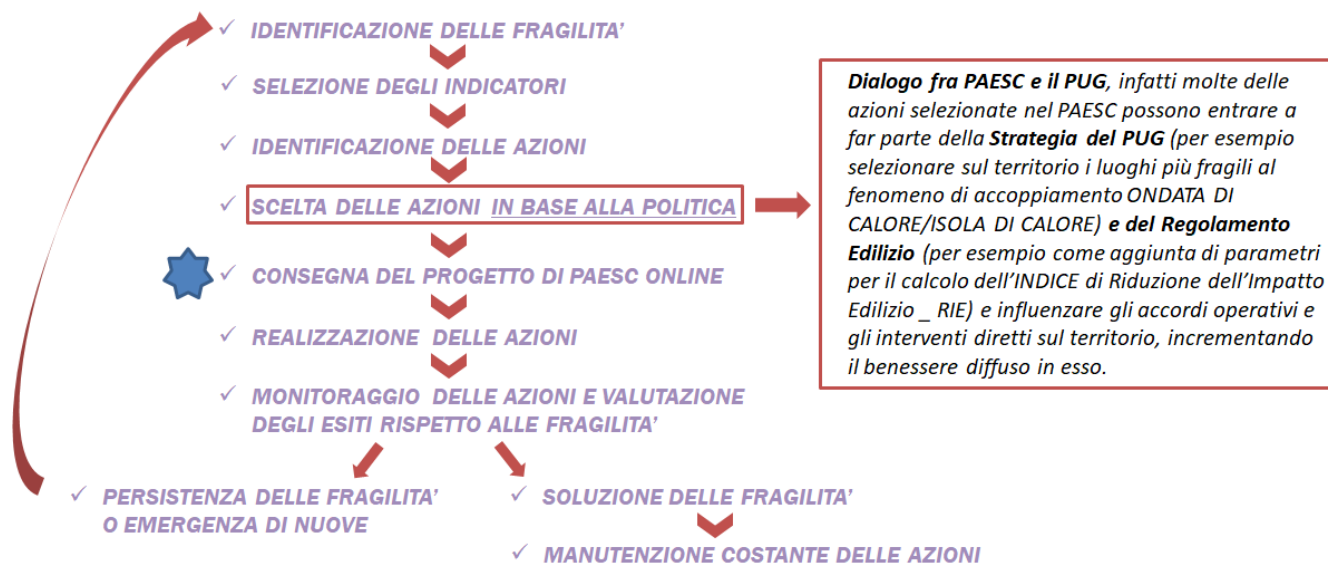 IDENTIFICAZIONE DELLE FRAGILITA'
SELEZIONE DEGLI INDICATORI
IDENTIFICAZIONE DELLE AZIONI
SCELTA DELLE AZIONI IN BASE ALLA POLITICA
CONSEGNA DEL PROGETTO DI PAESC ONLINE
REALIZZAZIONE DELLE AZIONI
MONITORAGGIO DELLE AZIONI E VALUTAZIONE
DEGLI ESITI RISPETTO ALLE FRAGILITA'
PERSISTENZA DELLE FRAGILITA'
O EMERGENZA DI NUOVE
SOLUZIONE DELLE FRAGILITA'
MANUTENZIONE COSTANTE DELLE AZIONI
Dialogo fra PAESC e il PUG, infatti molte delle
azioni selezionate nel PAESC possono entrare a
far parte della Strategia del PUG (per esempio
selezionare sul territorio i luoghi più fragili al
fenomeno di accoppiamento ONDATA DI
CALORE/ISOLA DI CALORE) e del Regolamento
Edilizio (per esempio come aggiunta di parametri
per il calcolo dell'INDICE di Riduzione dell'Impatto
Edilizio _ RIE) e influenzare gli accordi operativi e
gli interventi diretti sul territorio, incrementando
il benessere diffuso in esso.